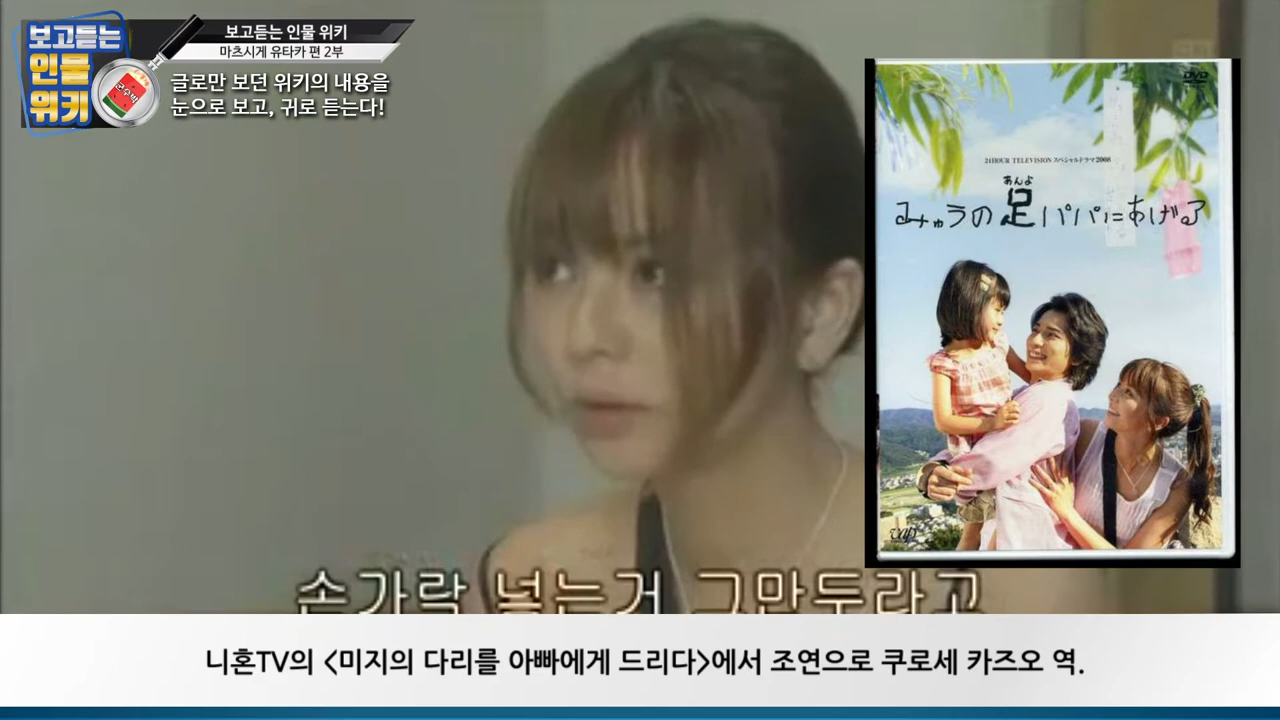 보고듣는
인물
위키
군수박
보고듣는 인물 위키
마츠시게 유타카 편 2부
글로만 보던 위키의 내용을
눈으로 보고, 귀로 듣는다!
DVD
24HOUR TELEVISION スペシャルドラマ2008
あんよ
みゅうの足パパにあげる
vap
손가락 넣는거 그만두라고
니혼TV의 <미지의 다리를 아빠에게 드리다>에서 조연으로 쿠로세 카즈오 역.